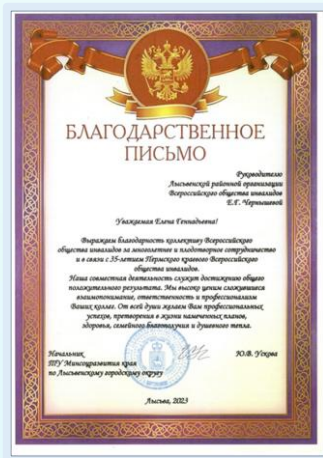 БЛАГОДАРСТВЕННОЕ
ПИСЬМО
Руководителю
Лысьвенской районной организации
Всероссийского общества инвалидов
Е.Г. Чернышевой
Уважаемая Елена Геннадьевна!
Выражаем благодарность коллективу Всероссийского
общества инвалидов за многолетнее и плодотворное сотрудничество
и в связи с 35-летием Пермского краевого Всероссийского
общества инвалидов.
Наша совместная деятельность служит достижению общего
положительного результата. Мы высоко ценим сложившиеся
взаимопонимание, ответственность и профессионализм
Ваших коллег. От всей души желаем Вам профессиональных
успехов, претворения в жизни намеченных планов,
здоровья, семейного благополучия и душевного тепла.
Начальник
ТУ Минсоцразвития края
по Лысьвенскому городскому округу
Ю.В. Ускова
Лысьва, 2023